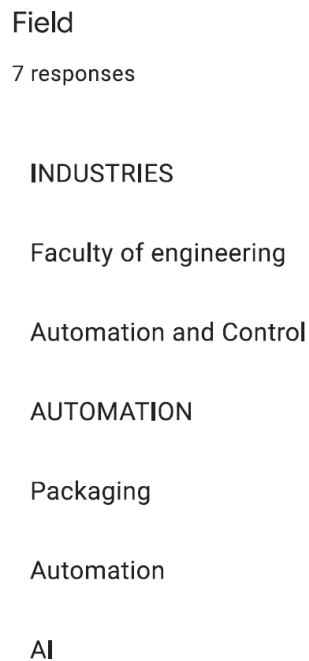 Field
7 responses
INDUSTRIES
Faculty of engineering
Automation and Control
AUTOMATION
Packaging
Automation
AI